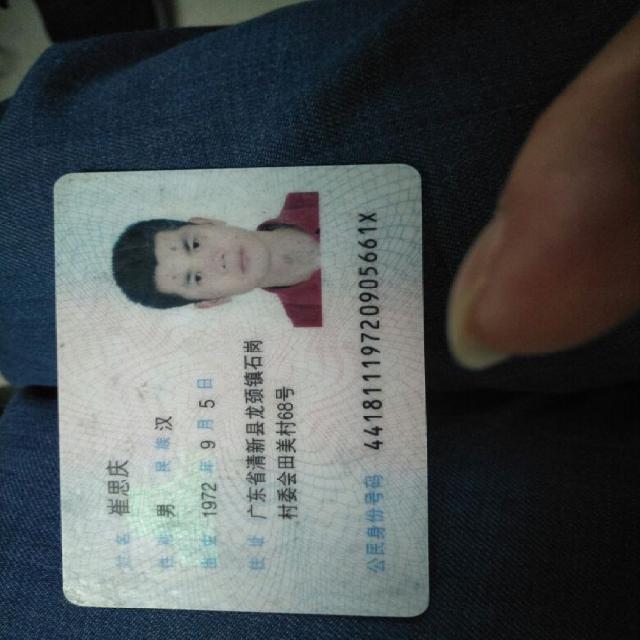 姓名 崔思庆
性别 男 民族 汉
出生 1972 年 9 月 5 日
住址 广东省清新县龙颈镇石岗
村委会田美村68号
公民身份号码 44181119720905661X